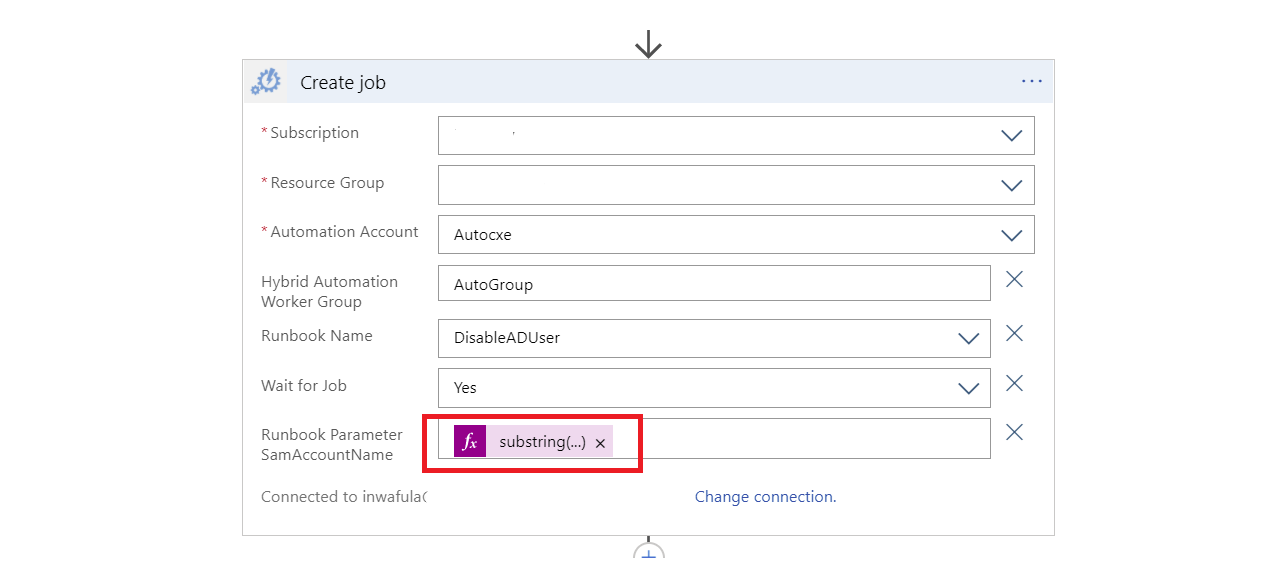 Create job
* Subscription
* Resource Group
* Automation Account
Autocxe
Hybrid Automation
Worker Group
AutoGroup
Runbook Name
DisableADUser
Wait for Job
Yes
Runbook Parameter
SamAccountName
fx substring(...) ×
Connected to inwafula(
Change connection.